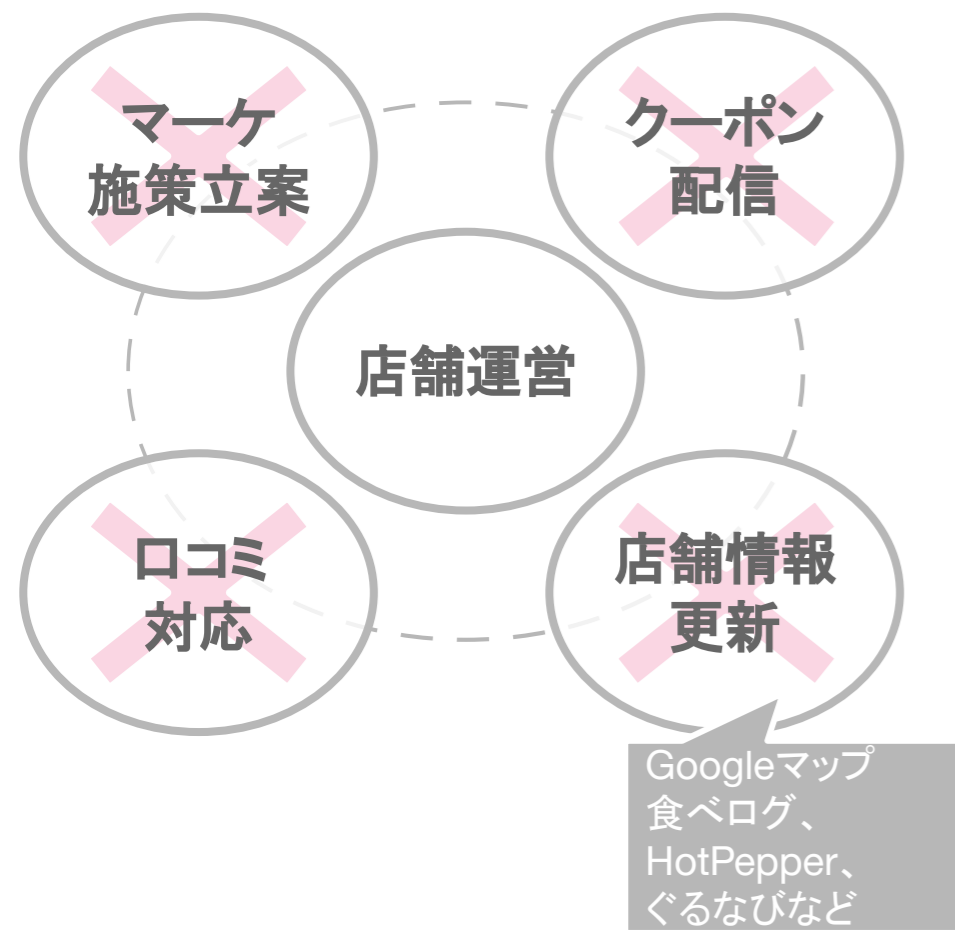 マーケ
施策立案
クーポン
配信
店舗運営
口コミ
対応
店舗情報
更新
Googleマップ
食べログ、
HotPepper、
ぐるなびなど